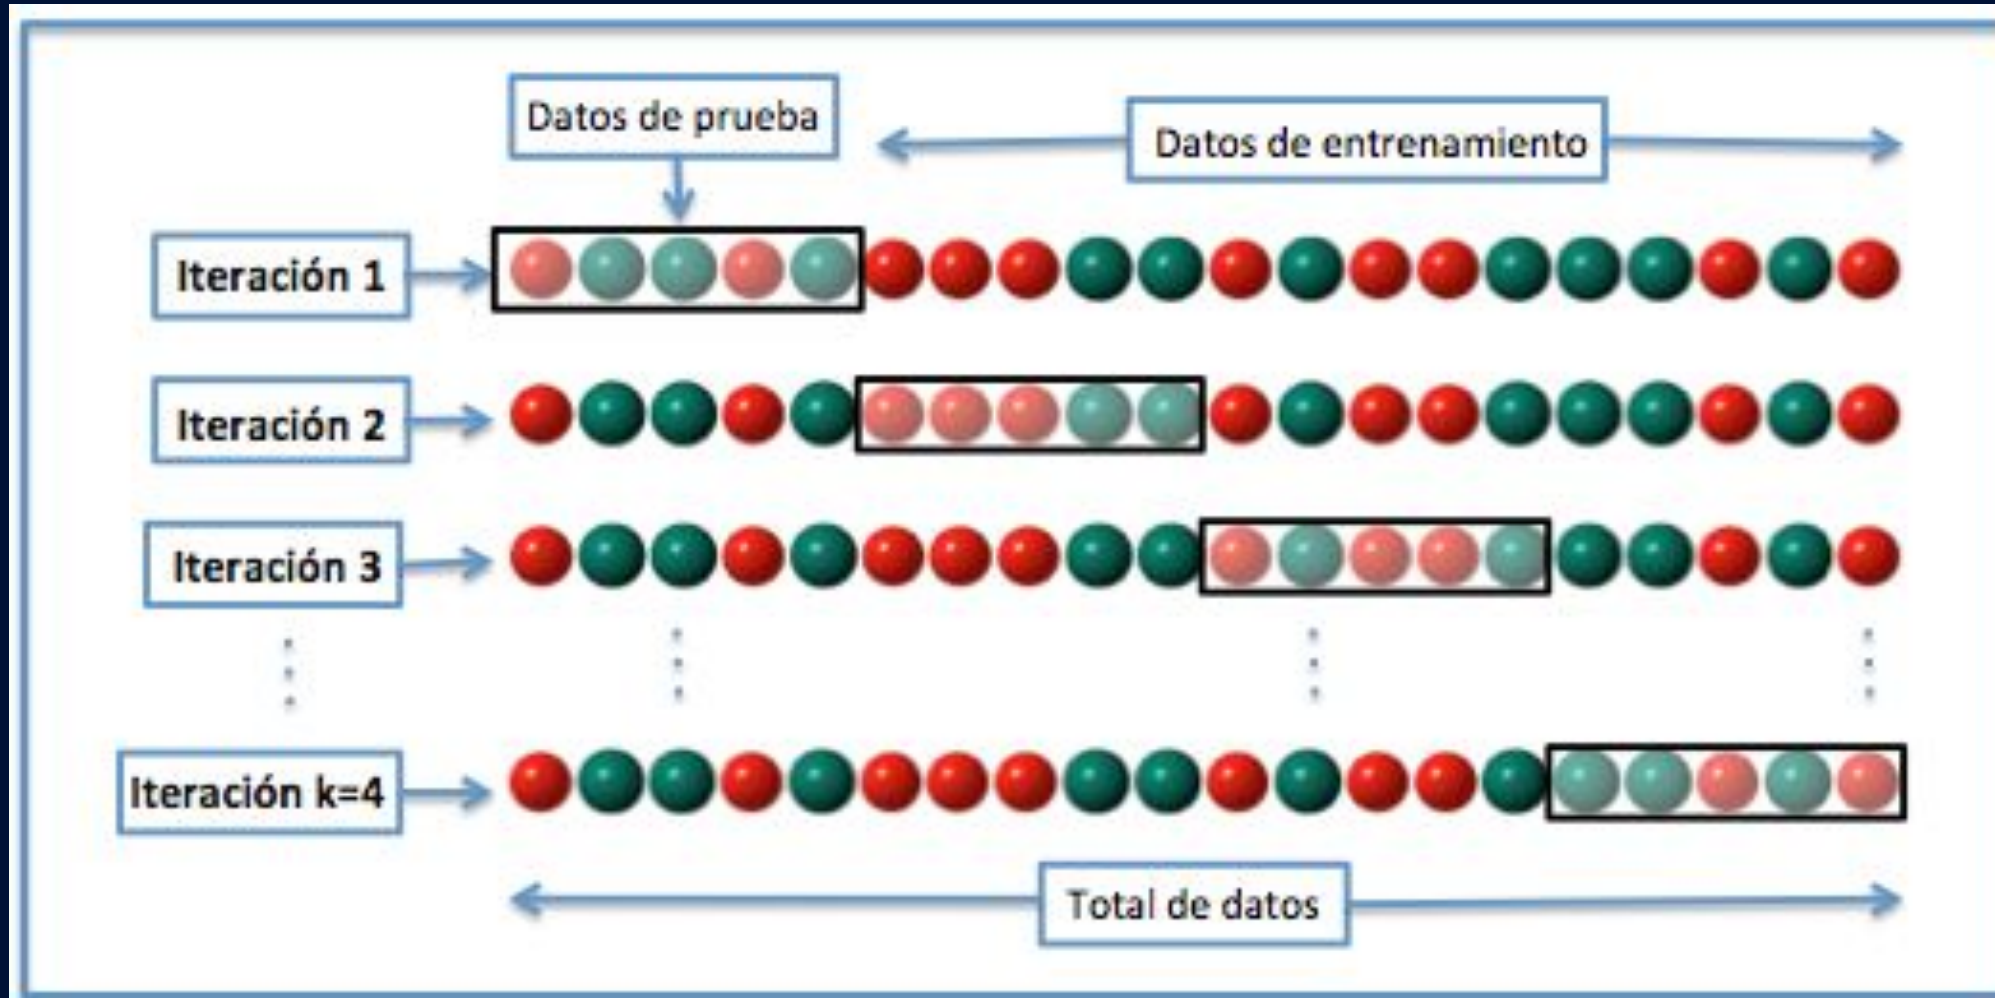 Datos de prueba
Datos de entrenamiento
Iteración 1
Iteración 2
Iteración 3
Iteración k=4
Total de datos